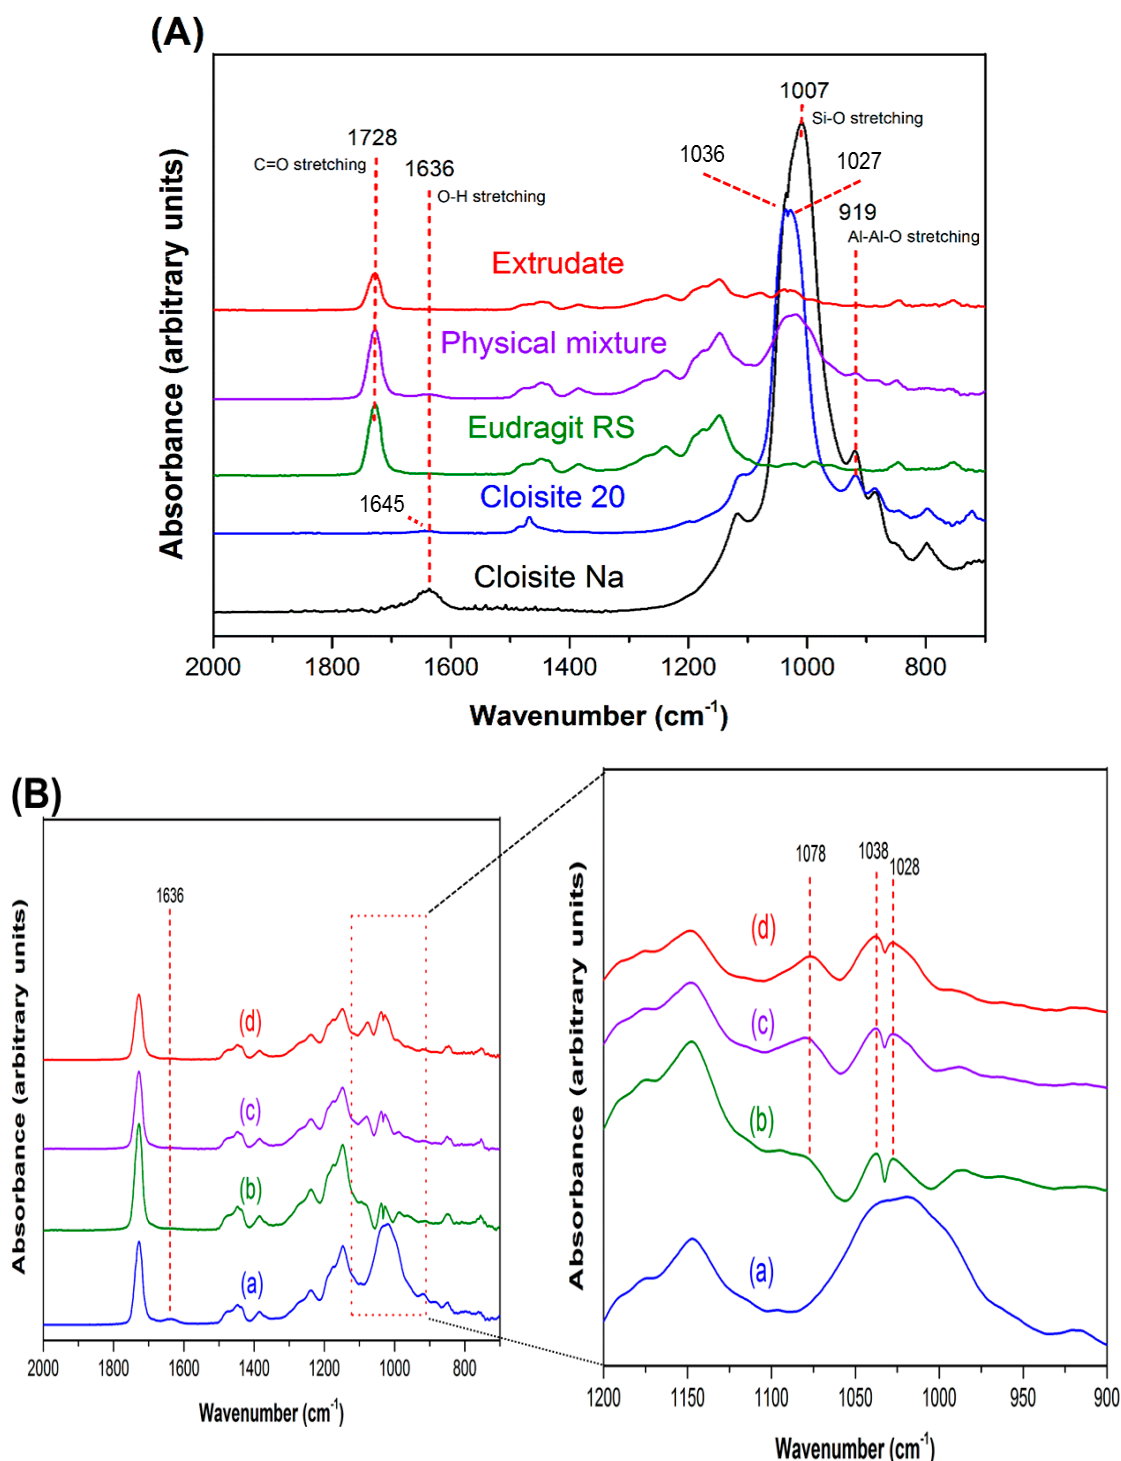 (A)
1007
Si-O stretching
1728
C=O stretching
1636
O-H stretching
1036
1027
919
Al-Al-O stretching
Extrudate
Physical mixture
Eudragit RS
Cloisite 20
1645
Cloisite Na
Absorbance (arbitrary units)
2000 1800 1600 1400 1200 1000 800
Wavenumber (cm⁻¹)
(B)
1636
(d)
(c)
(b)
(a)
Absorbance (arbitrary units)
2000 1800 1600 1400 1200 1000 800
Wavenumber (cm⁻¹)
1078
1038
1028
(d)
(c)
(b)
(a)
Absorbance (arbitrary units)
1200 1150 1100 1050 1000 950 900
Wavenumber (cm⁻¹)